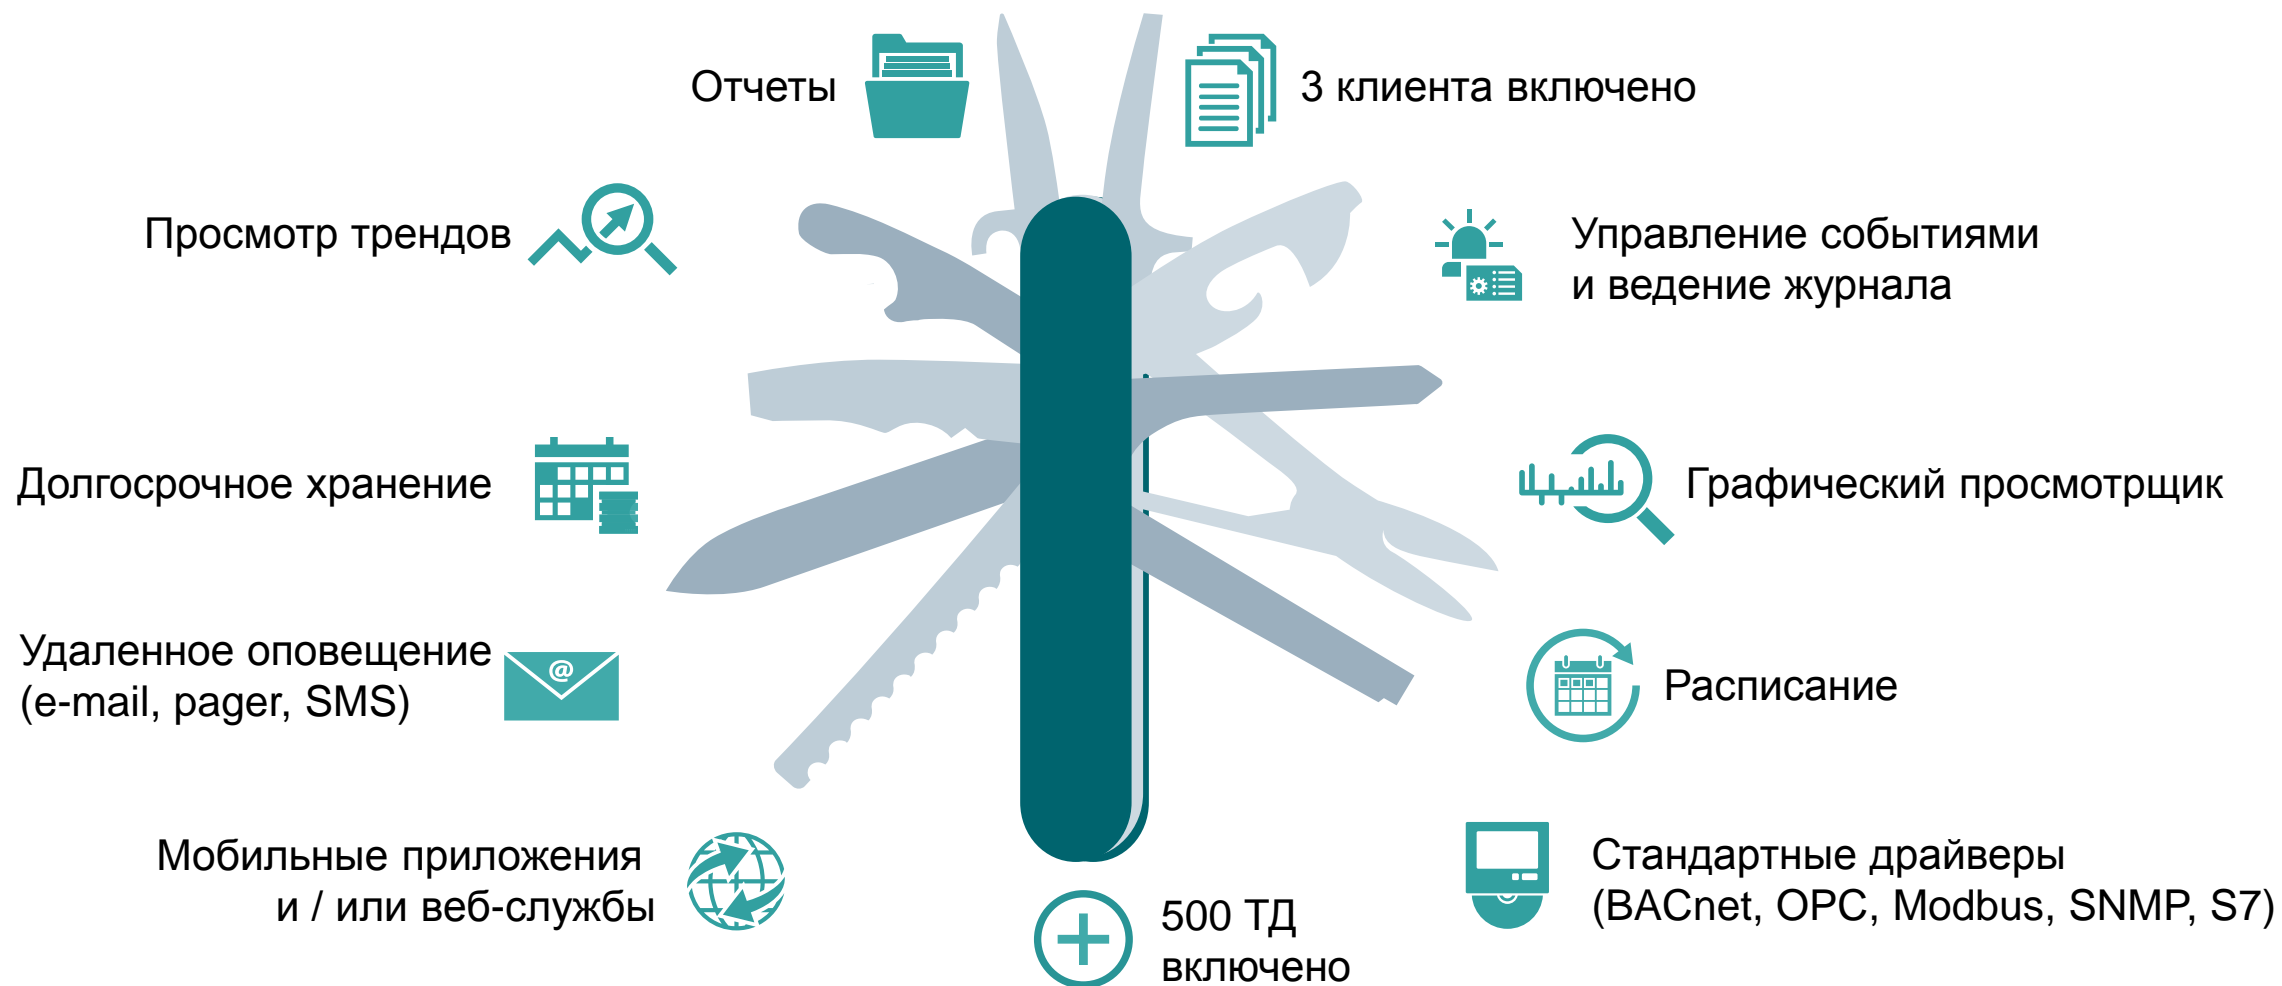 Отчеты
3 клиента включено
Просмотр трендов
Управление событиями
и ведение журнала
Долгосрочное хранение
Графический просмотрщик
Удаленное оповещение
(e-mail, pager, SMS)
@
Расписание
Мобильные приложения
и / или веб-службы
Стандартные драйверы
(BACnet, OPC, Modbus, SNMP, S7)
500 ТД
включено